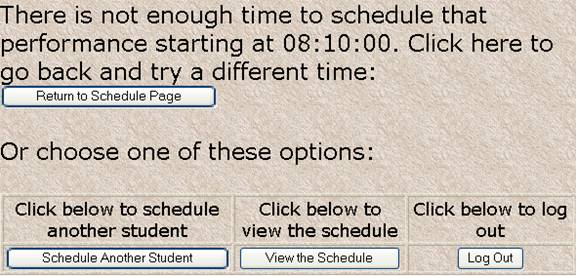 There is not enough time to schedule that
performance starting at 08:10:00. Click here to
go back and try a different time:
Return to Schedule Page
Or choose one of these options:
Click below to schedule
another student
Click below to
view the schedule
Click below to log
out
Schedule Another Student
View the Schedule
Log Out